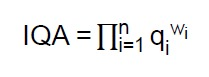 IQA = ∏ⁿᵢ₌₁ qᵢ^wᵢ